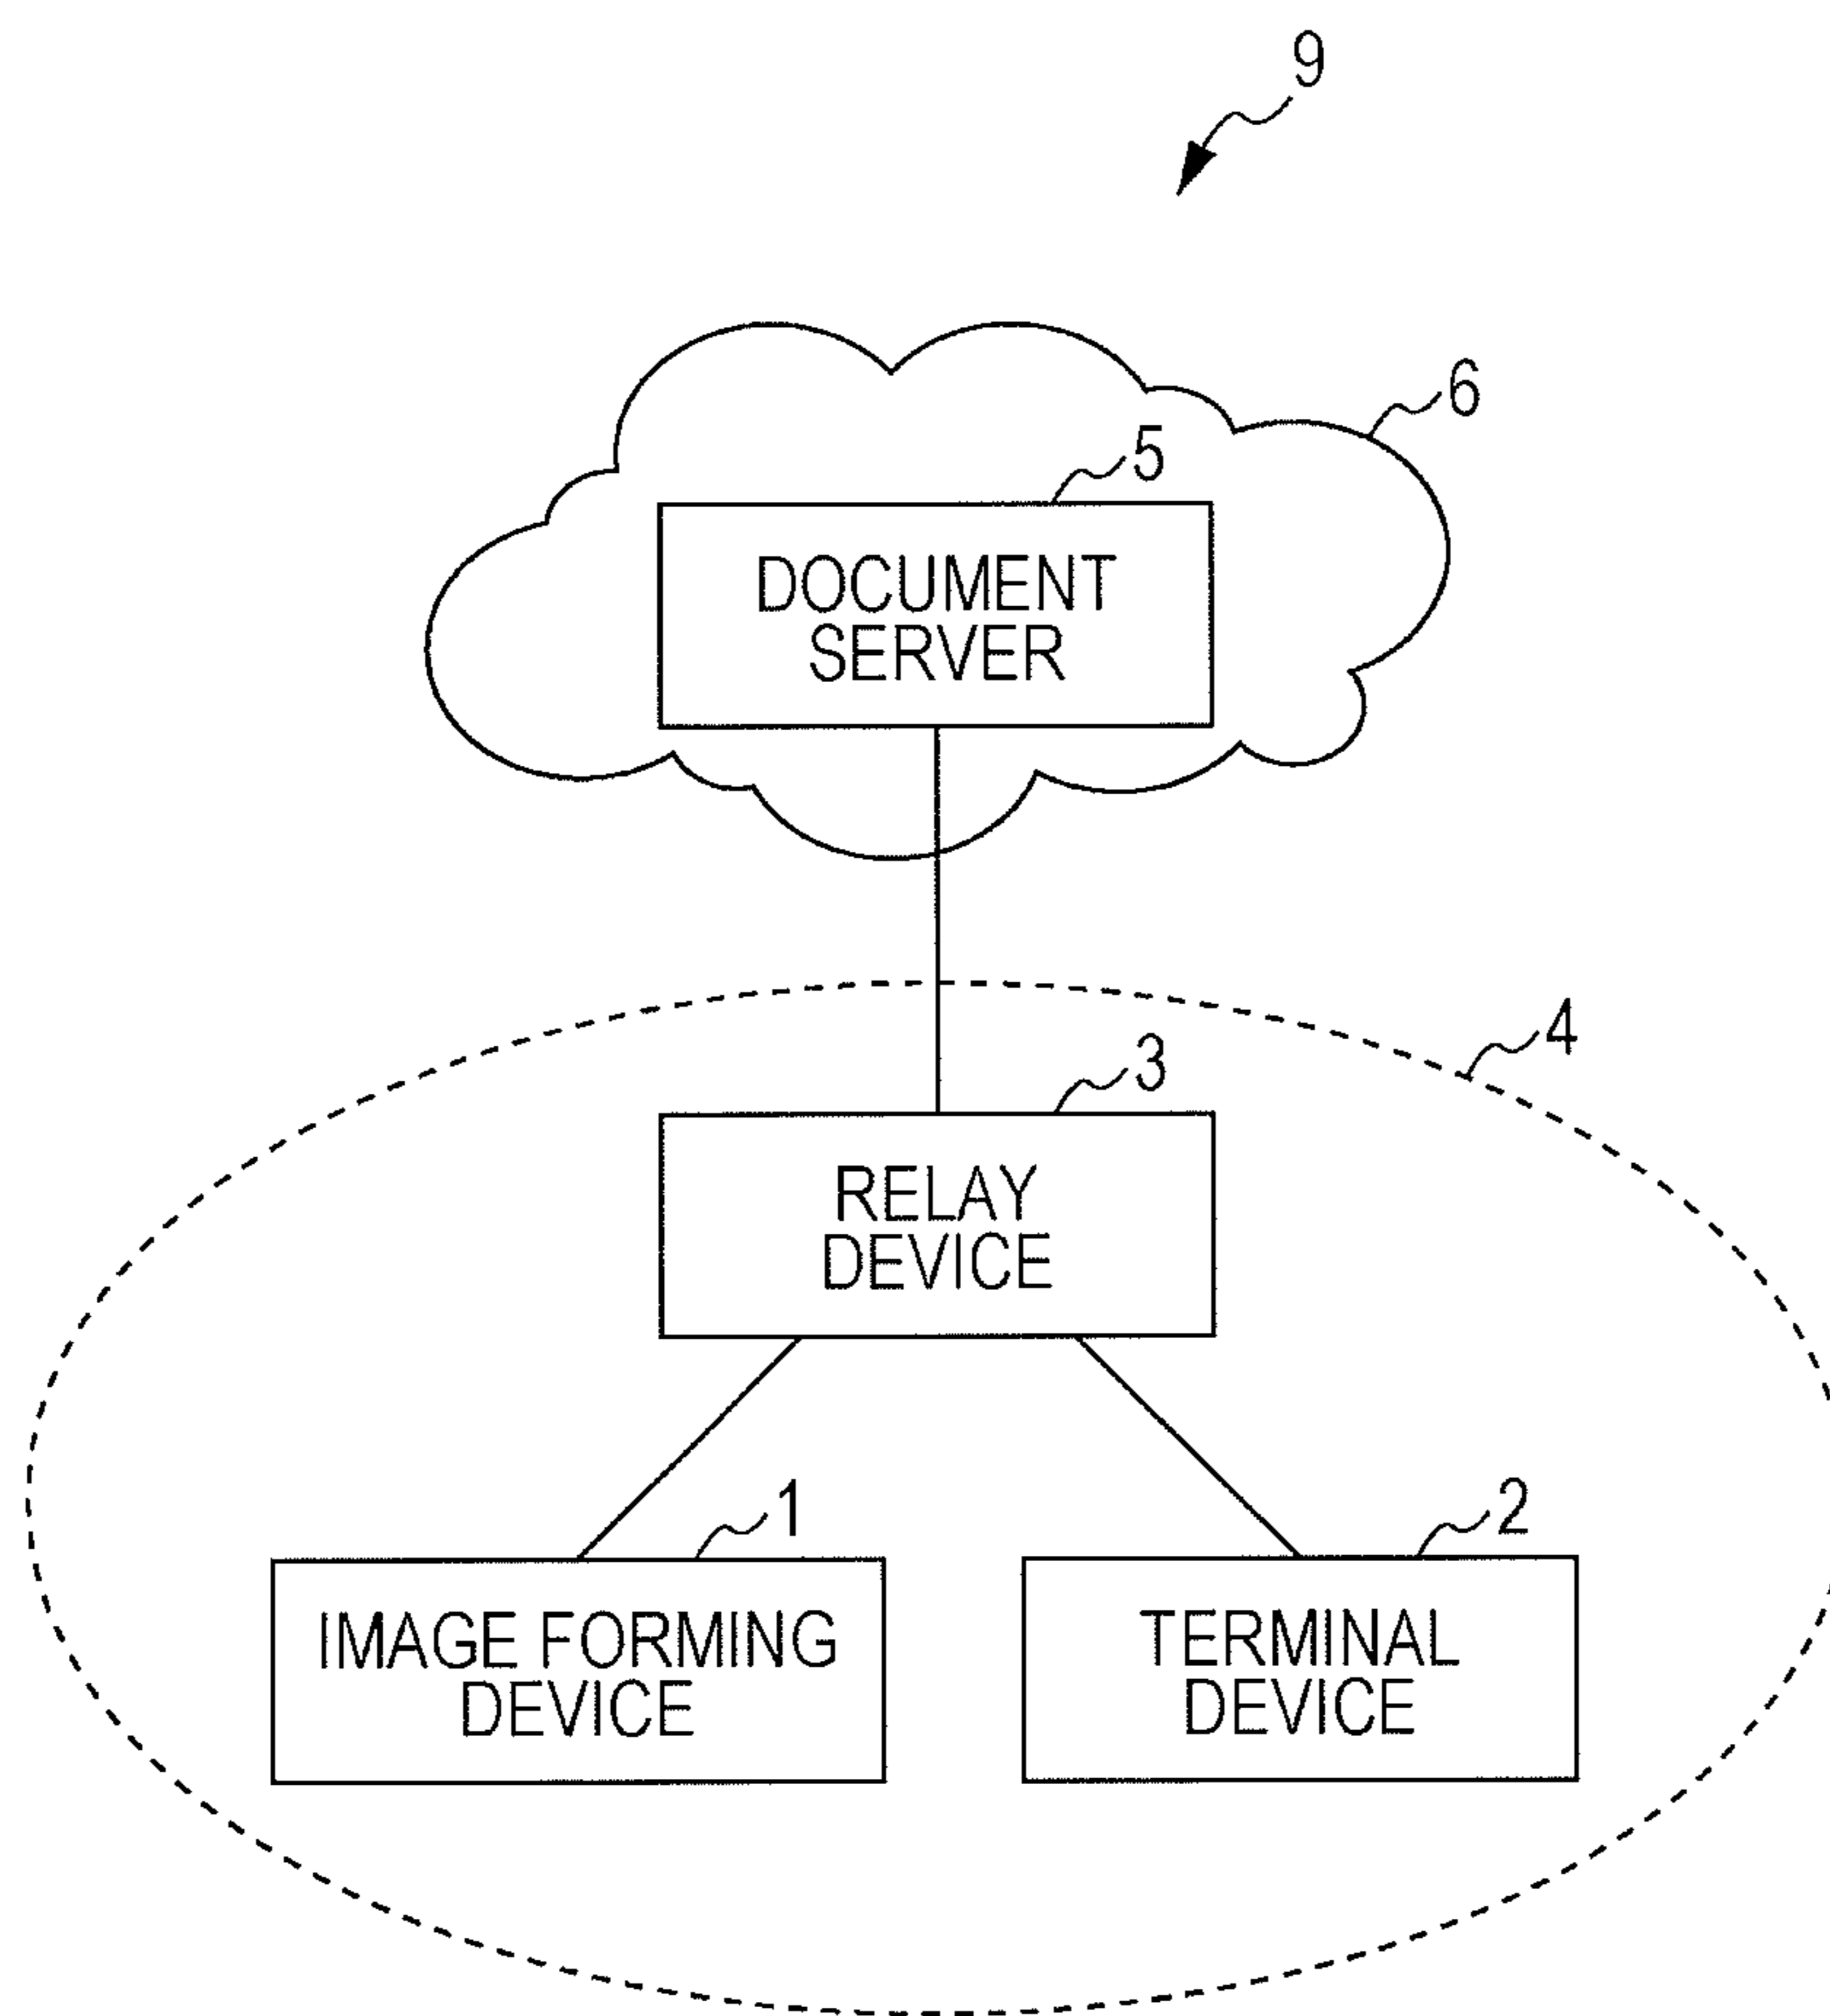 9
6
5
DOCUMENT
SERVER
4
3
RELAY
DEVICE
1
2
IMAGE FORMING
DEVICE
TERMINAL
DEVICE